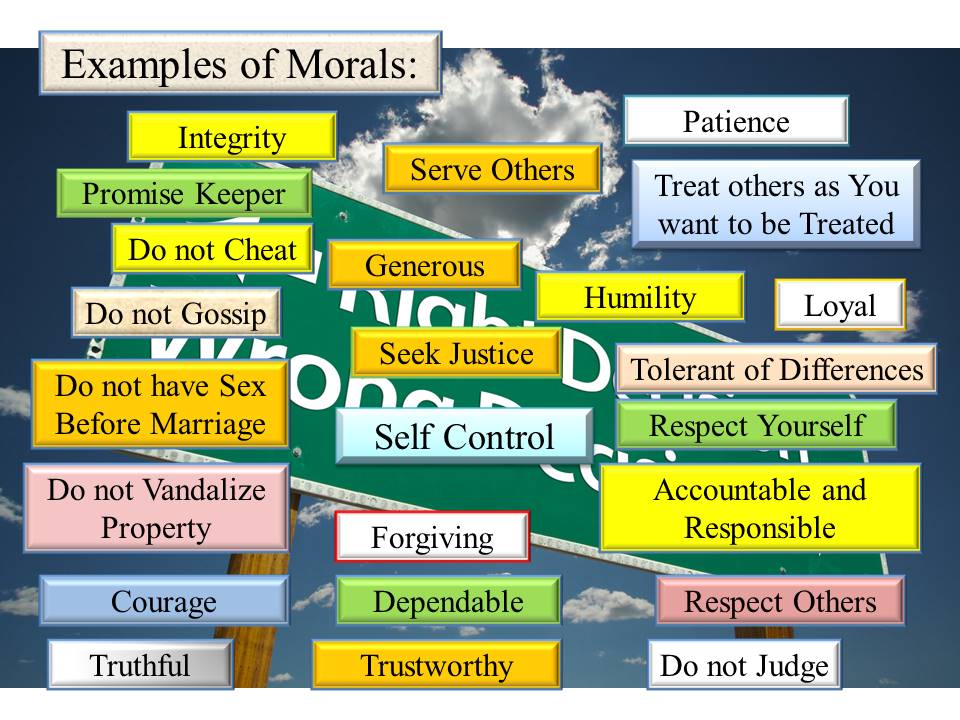 Examples of Morals:
Integrity
Serve Others
Patience
Promise Keeper
Treat others as You
want to be Treated
Do not Cheat
Generous
Humility
Loyal
Do not Gossip
Seek Justice
Tolerant of Differences
Do not have Sex
Before Marriage
Self Control
Respect Yourself
Do not Vandalize
Property
Accountable and
Responsible
Forgiving
Courage
Dependable
Respect Others
Truthful
Trustworthy
Do not Judge